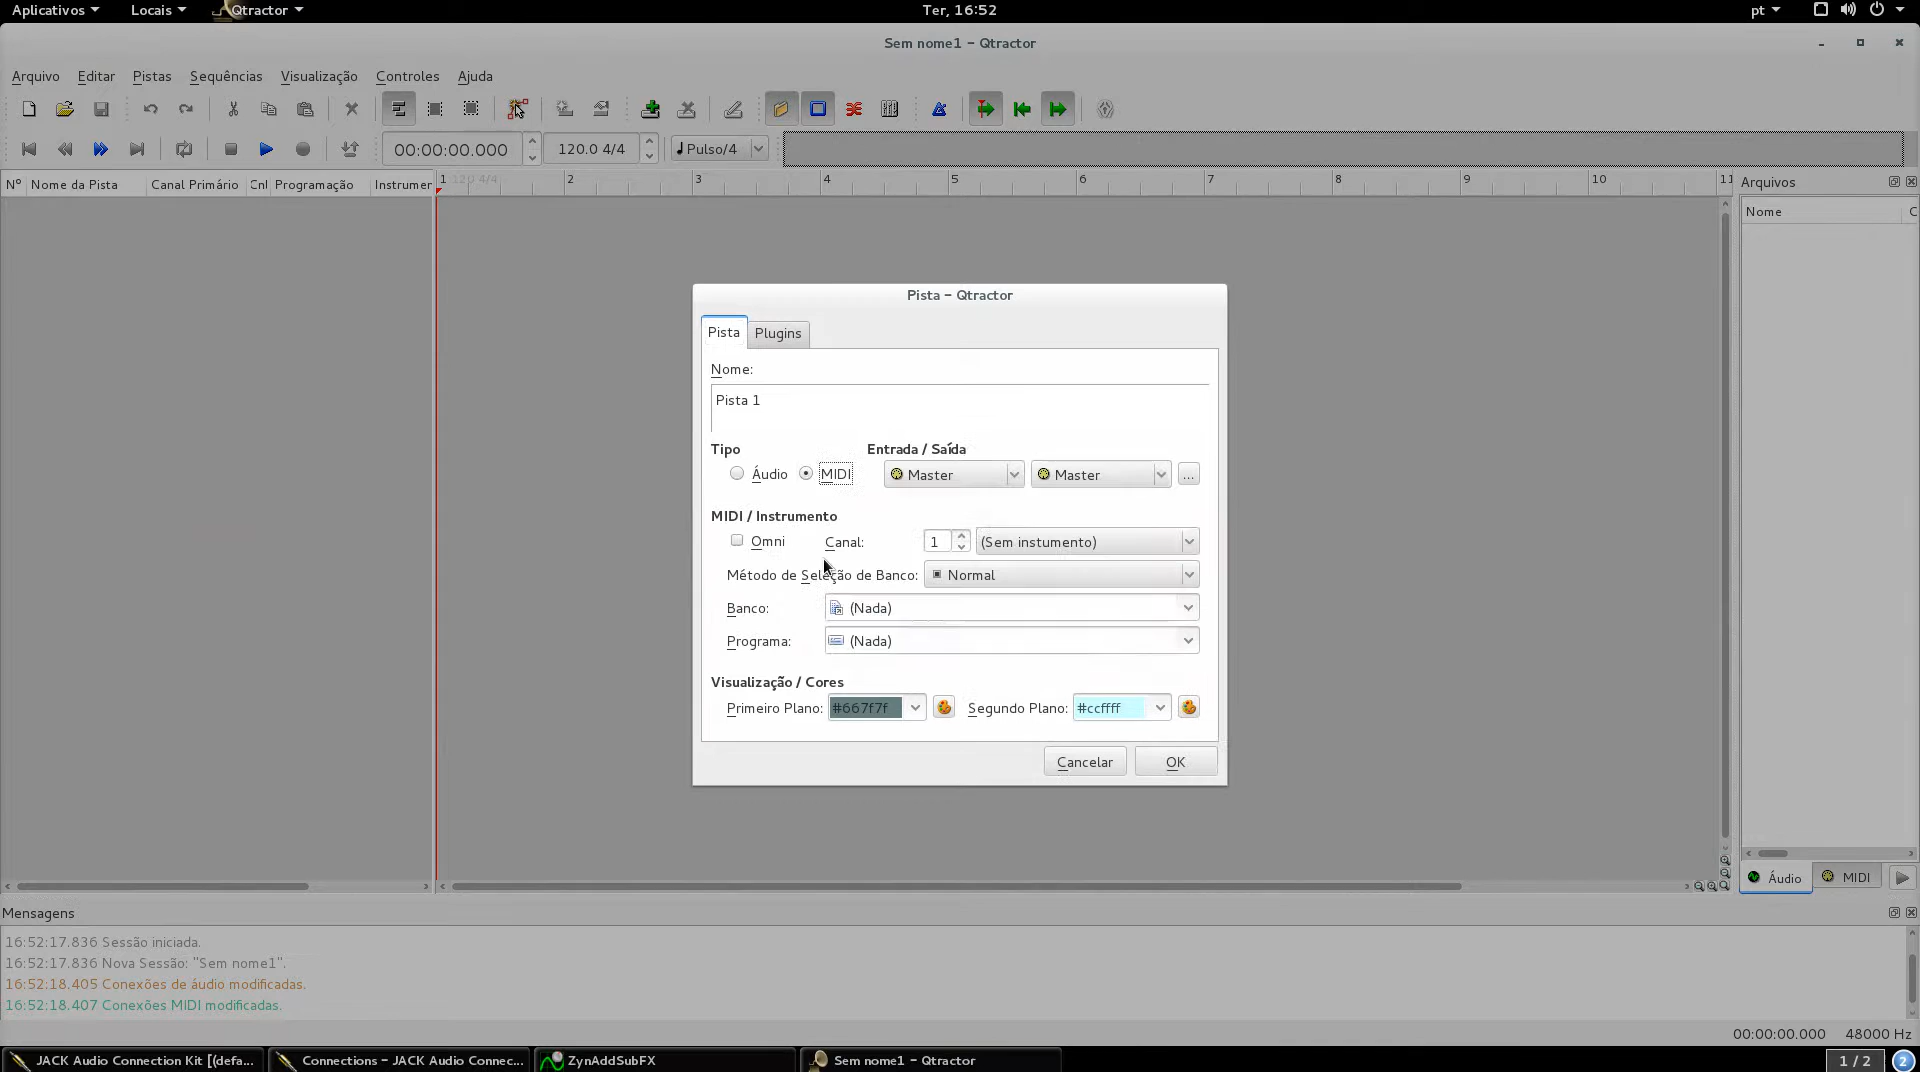 Aplicativos Locais Qtractor Ter, 16:52 pt
Sem nome1 – Qtractor
Arquivo Editar Pistas Sequências Visualização Controles Ajuda
00:00:00.000 120.0 4/4 Pulso/4
Nº Nome da Pista Canal Primário Cnl Programação Instrumer 1 120 4/4 2 3 4 5 6 7 8 9 10 11 Arquivos
Nome C
Pista – Qtractor
Pista Plugins
Nome:
Pista 1
Tipo Entrada / Saída
Áudio MIDI Master Master ...
MIDI / Instrumento
Omni Canal: 1 (Sem instumento)
Método de Seleção de Banco: Normal
Banco: (Nada)
Programa: (Nada)
Visualização / Cores
Primeiro Plano: #667f7f Segundo Plano: #ccffff
Cancelar OK
Áudio MIDI
Mensagens
16:52:17.836 Sessão iniciada.
16:52:17.836 Nova Sessão: "Sem nome1".
16:52:18.405 Conexões de áudio modificadas.
16:52:18.407 Conexões MIDI modificadas.
00:00:00.000 48000 Hz
JACK Audio Connection Kit [(defa... Connections – JACK Audio Connec... ZynAddSubFX Sem nome1 – Qtractor 1 / 2 2